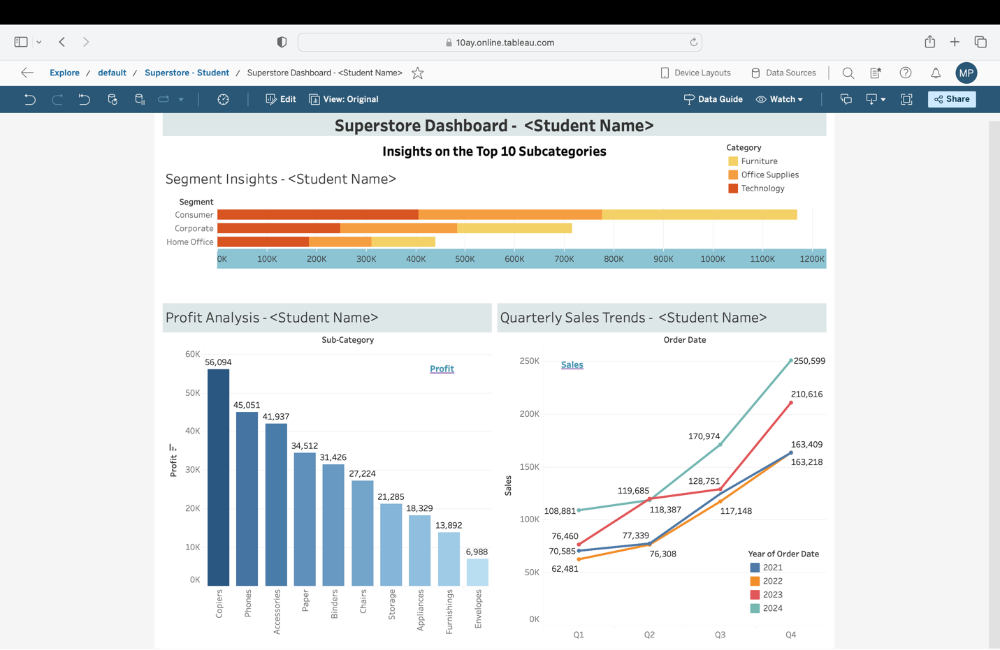 10ay.online.tableau.com
Explore / default / Superstore - Student / Superstore Dashboard - <Student Name>
Device Layouts
Data Sources
MP
Edit
View: Original
Data Guide
Watch
Share
Superstore Dashboard - <Student Name>
Insights on the Top 10 Subcategories
Category
Furniture
Office Supplies
Technology
Segment Insights - <Student Name>
Segment
Consumer
Corporate
Home Office
0K 100K 200K 300K 400K 500K 600K 700K 800K 900K 1000K 1100K 1200K
Profit Analysis - <Student Name>
Sub-Category
Profit
60K
50K
40K
30K
20K
10K
0K
Profit
56,094
45,051
41,937
34,512
31,426
27,224
21,285
18,329
13,892
6,988
Copiers
Phones
Accessories
Paper
Binders
Chairs
Storage
Appliances
Furnishings
Envelopes
Quarterly Sales Trends - <Student Name>
Order Date
Sales
250K
200K
150K
100K
50K
0K
Sales
250,599
210,616
170,974
163,409
163,218
128,751
119,685
118,387
117,148
108,881
76,460
77,339
70,585
76,308
62,481
Year of Order Date
2021
2022
2023
2024
Q1 Q2 Q3 Q4